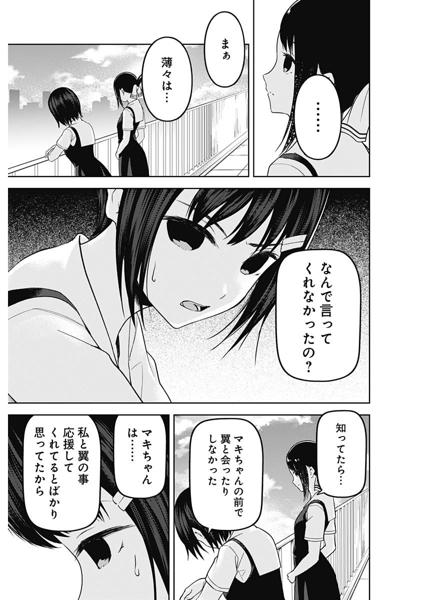 ……
まぁ
薄々は…
なんで言って
くれなかったの?
知ってたら…
マキちゃんの前で
翼と会ったり
しなかった
マキちゃん
は……
私と翼の事
応援して
くれてるとばかり
思ってたから